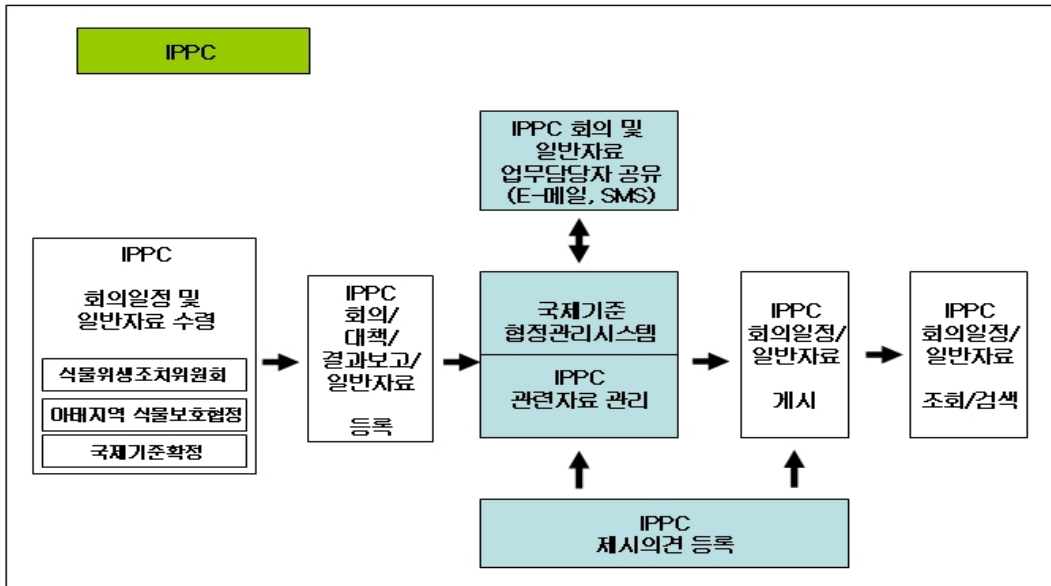 IPPC
IPPC 회의 및
일반자료
업무담당자 공유
(E-메일, SMS)
IPPC
회의일정 및
일반자료 수령
식물위생조치위원회
아태지역 식물보호협정
국제기준확정
IPPC
회의/
대책/
결과보고/
일반자료
등록
국제기준
협정관리시스템
IPPC
관련자료 관리
IPPC
회의일정/
일반자료
게시
IPPC
회의일정/
일반자료
조회/검색
IPPC
제시의견 등록